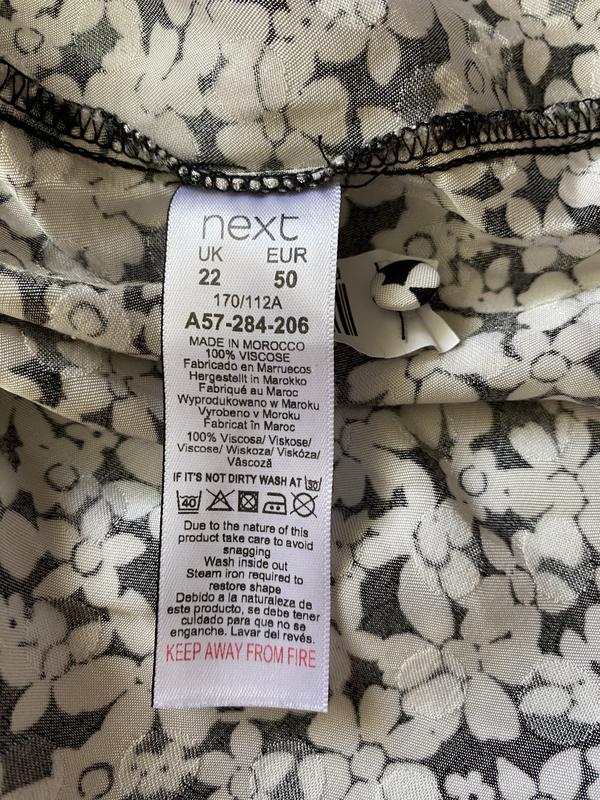 next
UK EUR
22 50
170/112A
A57-284-206
MADE IN MOROCCO
100% VISCOSE
Fabricado en Marruecos
Hergestellt in Marokko
Fabriqué au Maroc
Wyprodukowano w Maroku
Vyrobeno v Moroku
Fabricat în Maroc
100% Viscosa/ Viskose/
Viscose/ Wiskoza/ Viskóza/
Vâscoză
IF IT'S NOT DIRTY WASH AT 30
40
Due to the nature of this
product take care to avoid
snagging
Wash inside out
Steam iron required to
restore shape
Debido a la naturaleza de
este producto, se debe tener
cuidado para que no se
enganche. Lavar del revés.
KEEP AWAY FROM FIRE